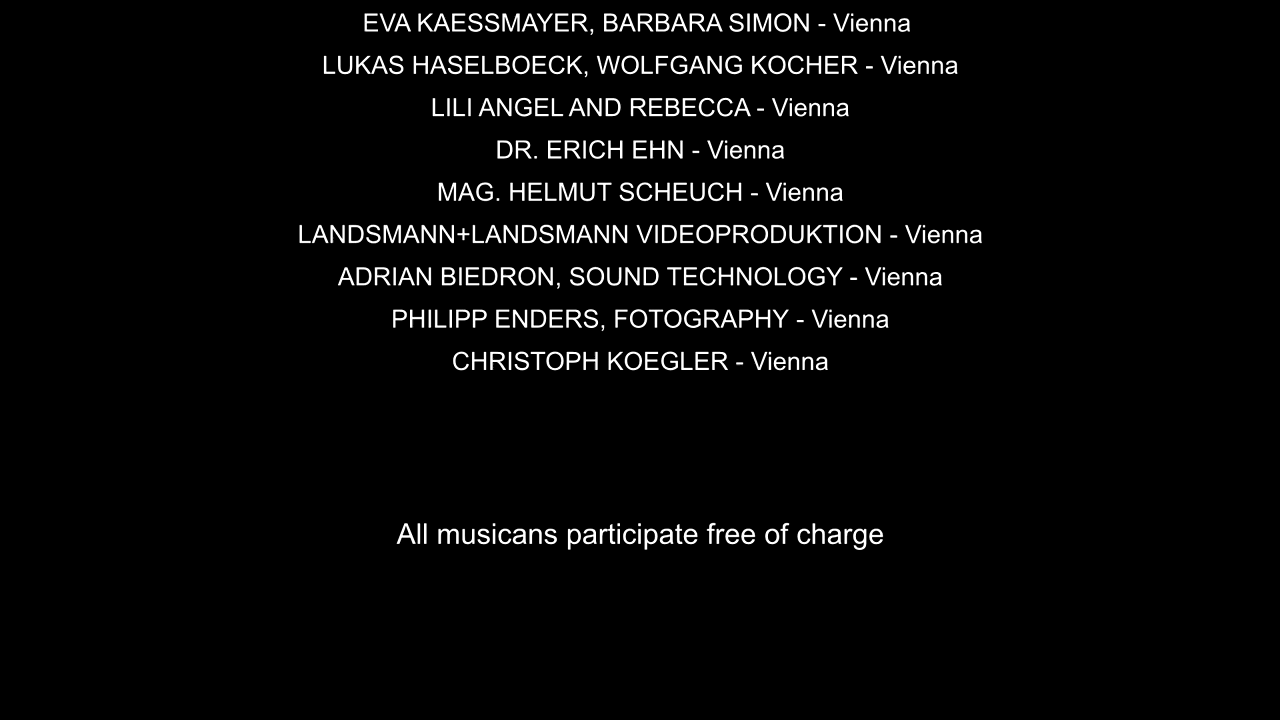 EVA KAESSMAYER, BARBARA SIMON - Vienna
LUKAS HASELBOECK, WOLFGANG KOCHER - Vienna
LILI ANGEL AND REBECCA - Vienna
DR. ERICH EHN - Vienna
MAG. HELMUT SCHEUCH - Vienna
LANDSMANN+LANDSMANN VIDEOPRODUKTION - Vienna
ADRIAN BIEDRON, SOUND TECHNOLOGY - Vienna
PHILIPP ENDERS, FOTOGRAPHY - Vienna
CHRISTOPH KOEGLER - Vienna
All musicans participate free of charge